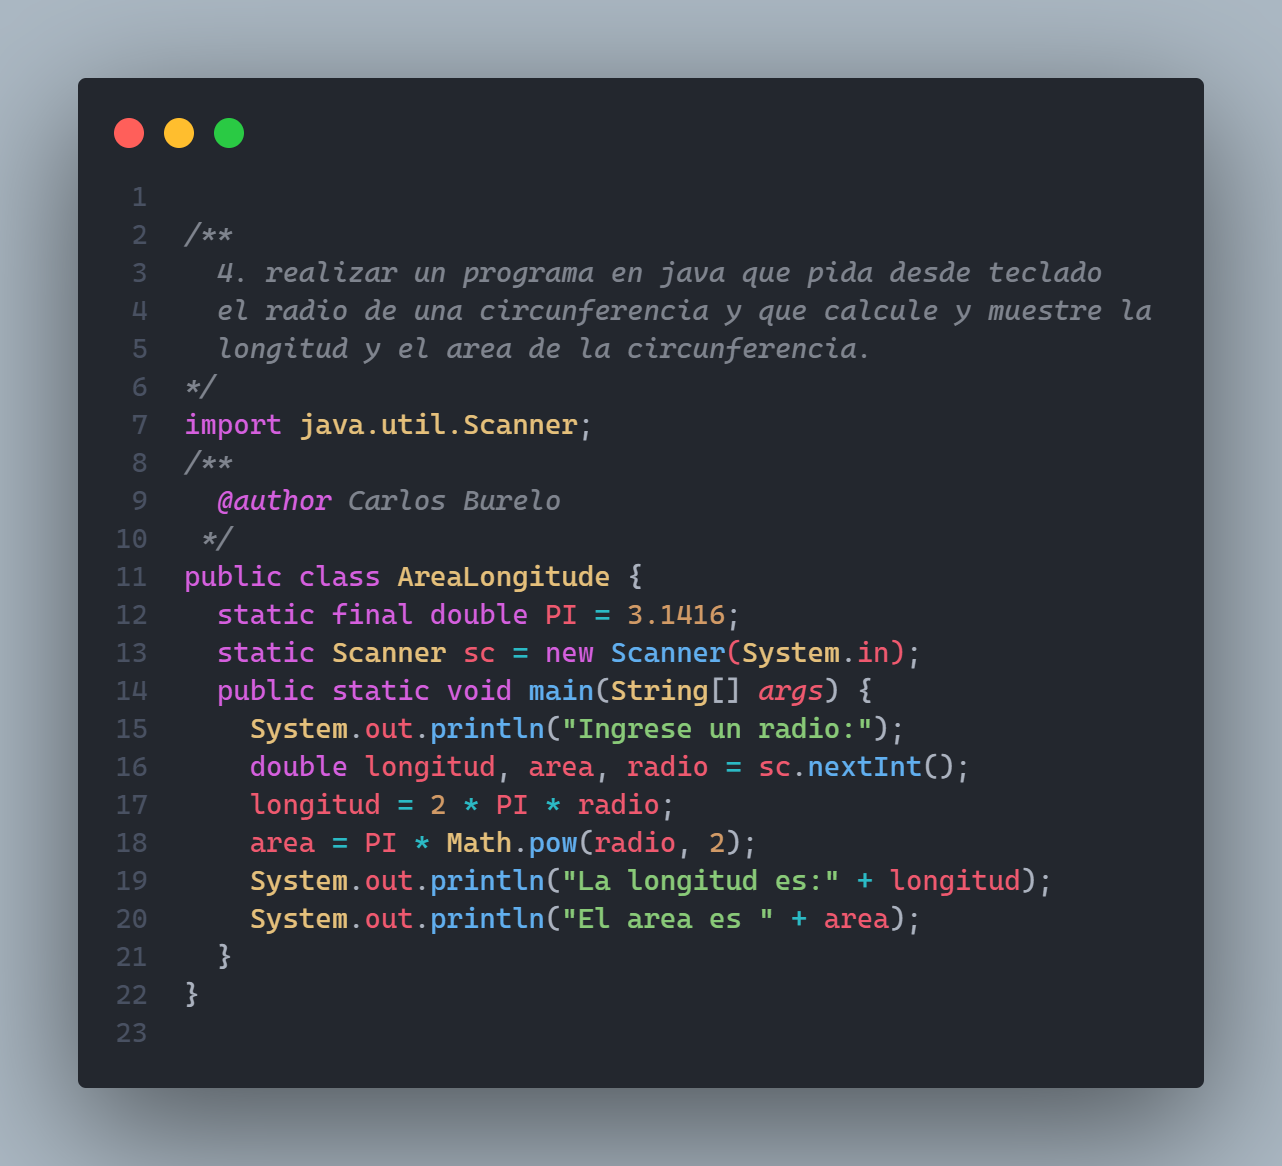 1
2 /**
3   4. realizar un programa en java que pida desde teclado
4   el radio de una circunferencia y que calcule y muestre la
5   longitud y el area de la circunferencia.
6 */
7 import java.util.Scanner;
8 /**
9   @author Carlos Burelo
10  */
11 public class AreaLongitude {
12   static final double PI = 3.1416;
13   static Scanner sc = new Scanner(System.in);
14   public static void main(String[] args) {
15     System.out.println("Ingrese un radio:");
16     double longitud, area, radio = sc.nextInt();
17     longitud = 2 * PI * radio;
18     area = PI * Math.pow(radio, 2);
19     System.out.println("La longitud es:" + longitud);
20     System.out.println("El area es " + area);
21   }
22 }
23